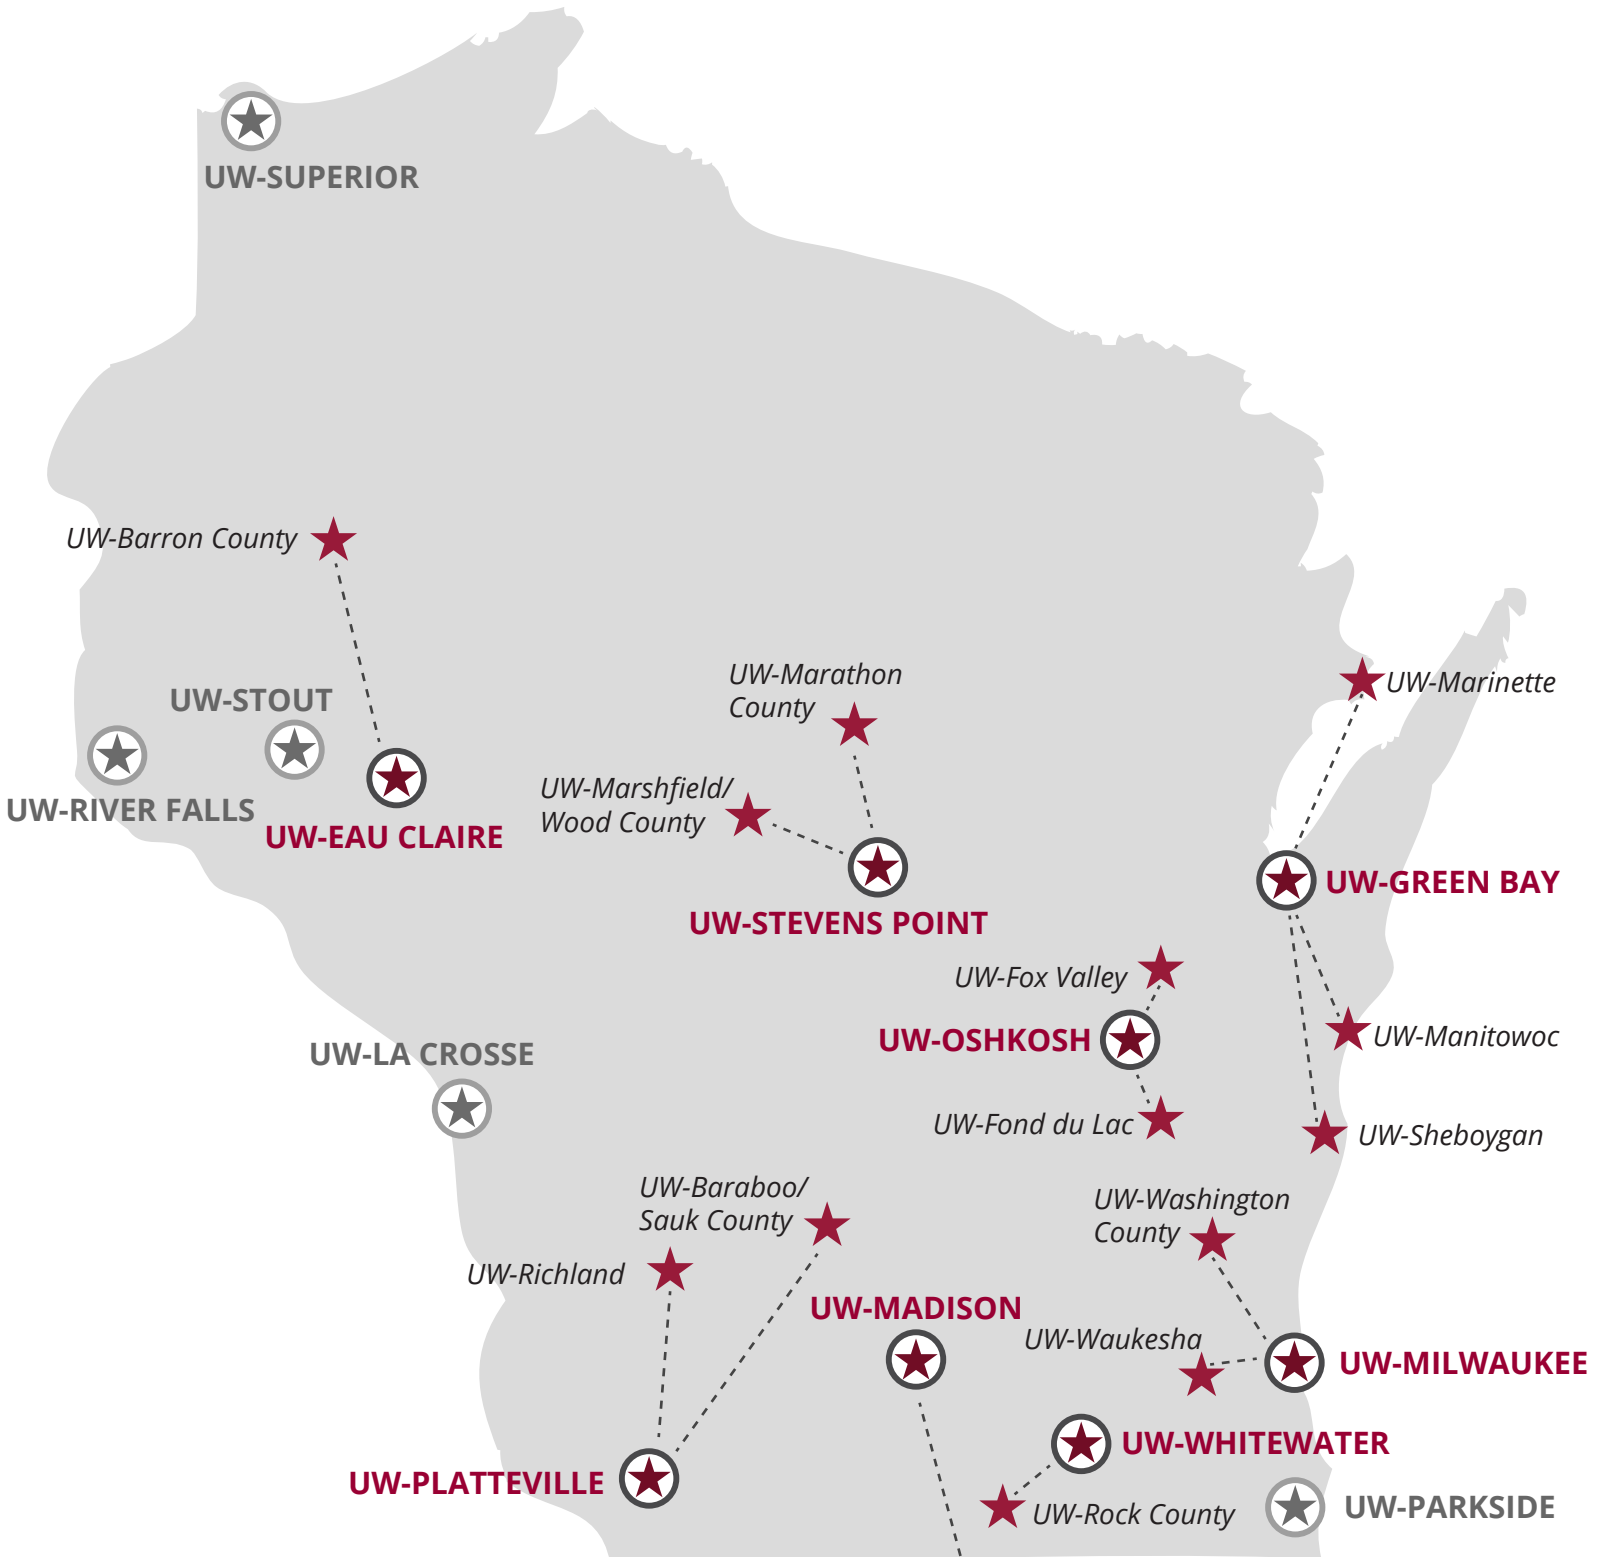 UW-SUPERIOR
UW-Barron County
UW-STOUT
UW-RIVER FALLS
UW-EAU CLAIRE
UW-Marathon
County
UW-Marshfield/
Wood County
UW-STEVENS POINT
UW-Marinette
UW-GREEN BAY
UW-Fox Valley
UW-OSHKOSH
UW-Manitowoc
UW-Fond du Lac
UW-Sheboygan
UW-LA CROSSE
UW-Baraboo/
Sauk County
UW-Richland
UW-Washington
County
UW-MADISON
UW-Waukesha
UW-MILWAUKEE
UW-WHITEWATER
UW-PLATTEVILLE
UW-Rock County
UW-PARKSIDE